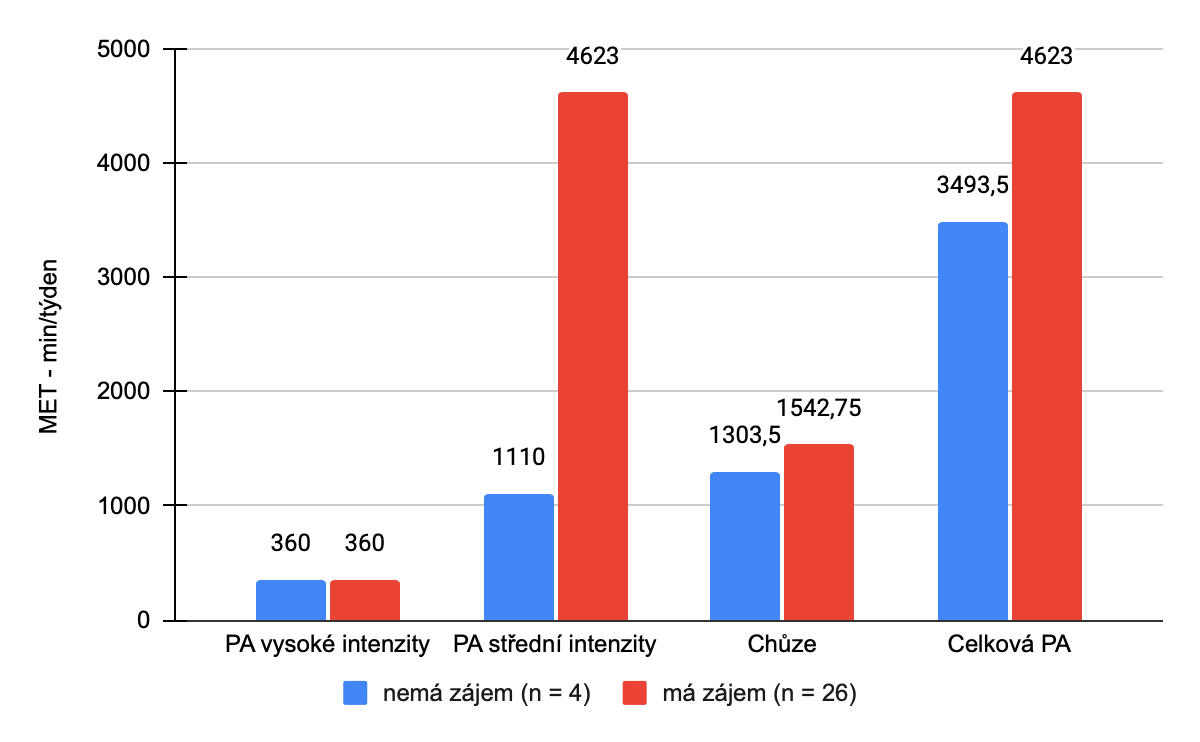 MET - min/týden
5000
4000
3000
2000
1000
0
360
360
1110
4623
1303,5
1542,75
3493,5
4623
PA vysoké intenzity
PA střední intenzity
Chůze
Celková PA
nemá zájem (n = 4)
má zájem (n = 26)